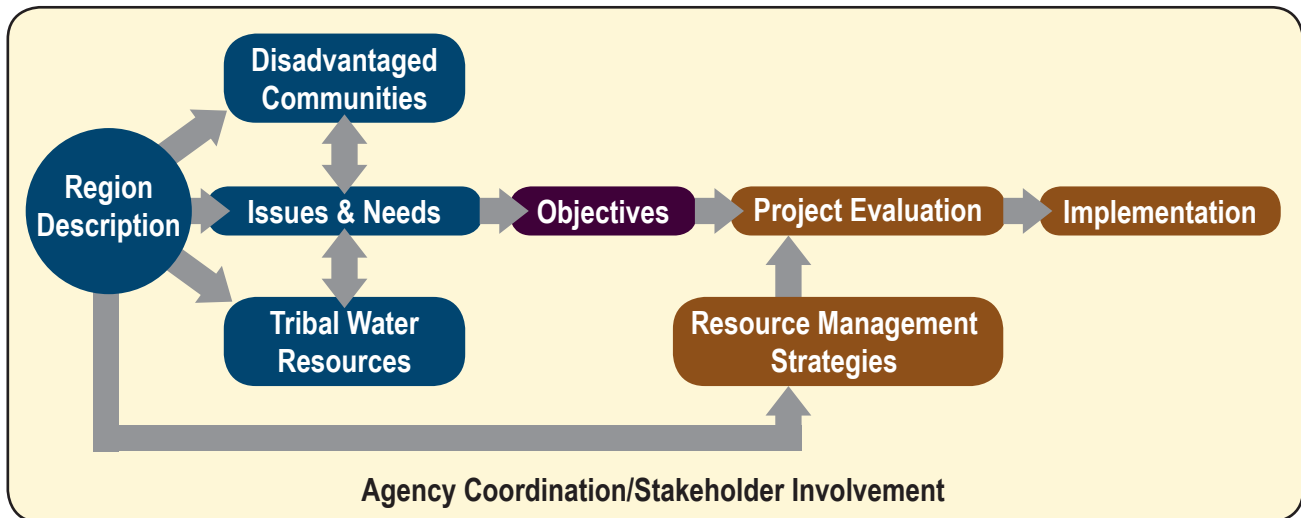 Disadvantaged
Communities
Region
Description
Issues & Needs
Objectives
Project Evaluation
Implementation
Tribal Water
Resources
Resource Management
Strategies
Agency Coordination/Stakeholder Involvement